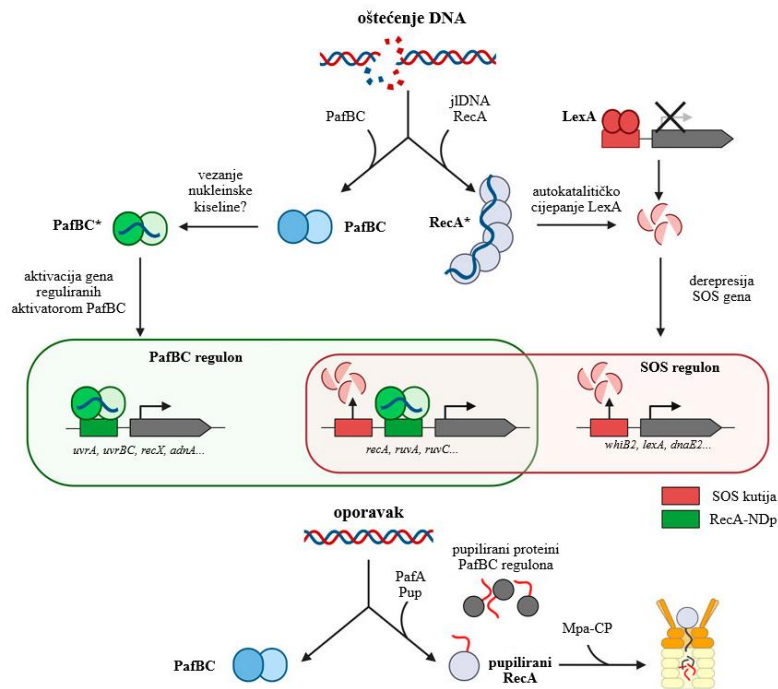 oštećenje DNA
PafBC
jlDNA
RecA
LexA
vezanje
nukleinske
kiseline?
PafBC*
PafBC
RecA*
autokatalitičko
cijepanje LexA
aktivacija gena
reguliranih
aktivatorom PafBC
derepresija
SOS gena
PafBC regulon
SOS regulon
uvrA, uvrBC, recX, adnA...
recA, ruvA, ruvC...
whiB2, lexA, dnaE2...
SOS kutija
RecA-NDp
oporavak
PafA
Pup
pupilirani proteini
PafBC regulona
PafBC
pupilirani
RecA
Mpa-CP